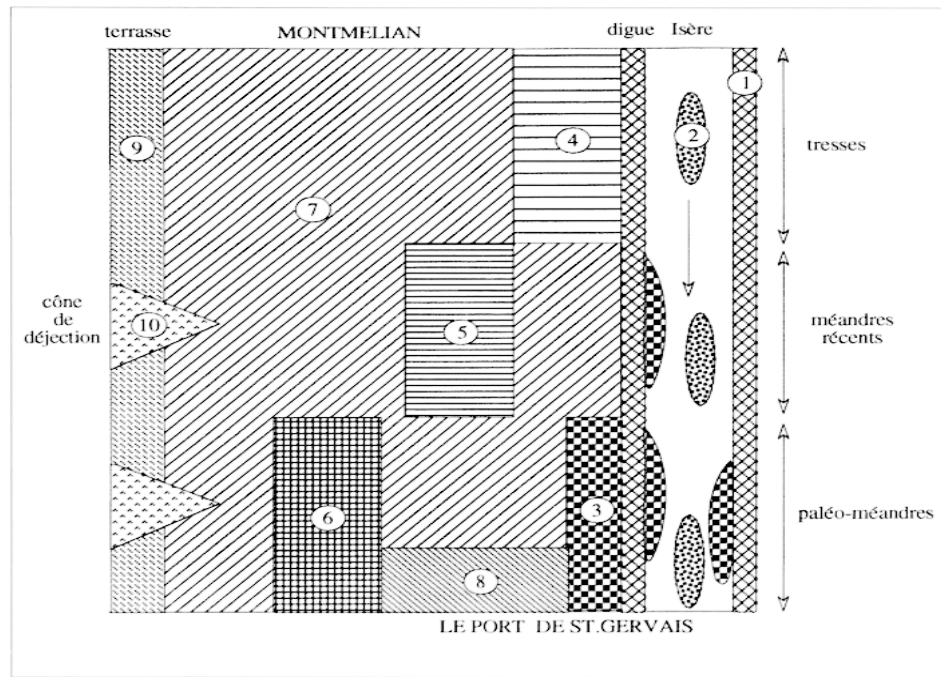 terrasse MONTMELIAN digue Isère
1
2
4
9
tresses
7
cône
de
déjection
10
5
méandres
récents
6
3
paléo-méandres
8
LE PORT DE ST.GERVAIS